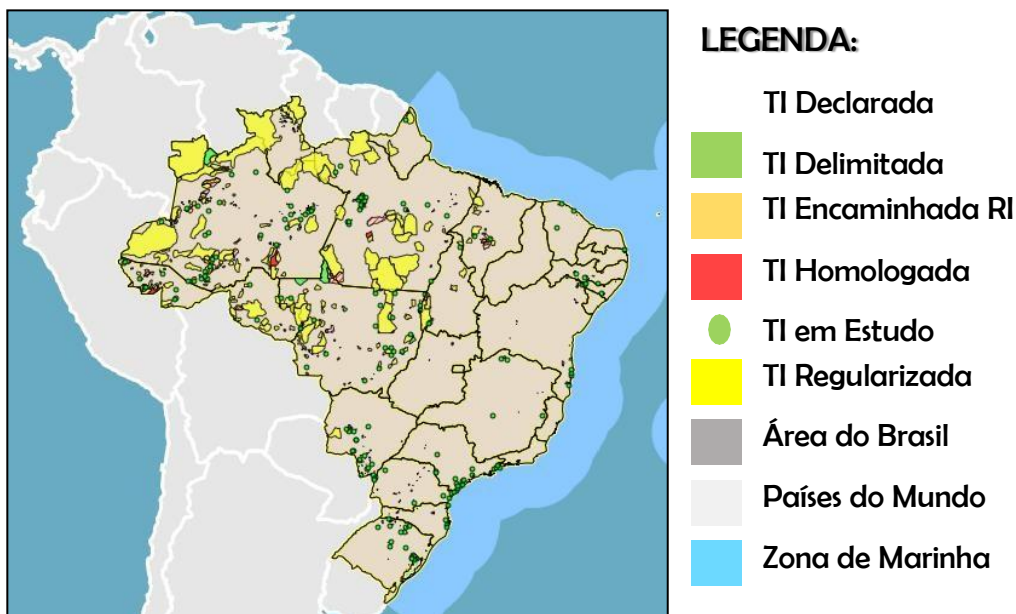 LEGENDA:
TI Declarada
TI Delimitada
TI Encaminhada RI
TI Homologada
TI em Estudo
TI Regularizada
Área do Brasil
Países do Mundo
Zona de Marinha